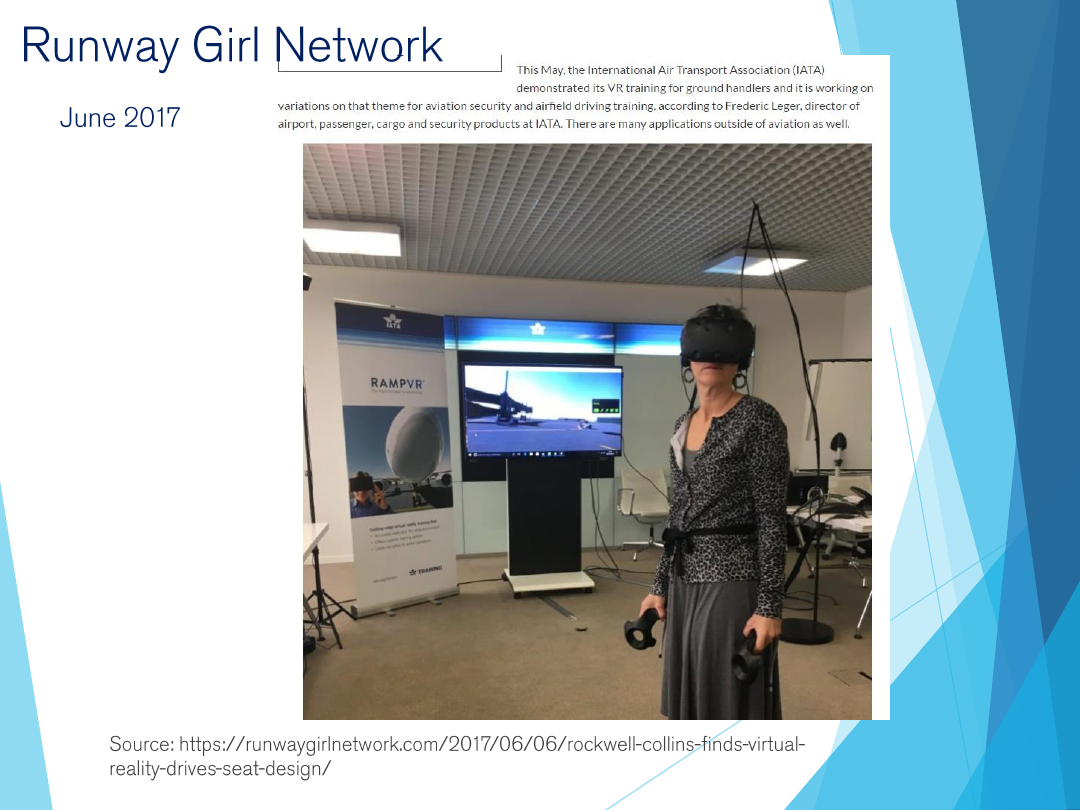 Runway Girl Network
June 2017
This May, the International Air Transport Association (IATA)
demonstrated its VR training for ground handlers and it is working on
variations on that theme for aviation security and airfield driving training, according to Frederic Leger, director of
airport, passenger, cargo and security products at IATA. There are many applications outside of aviation as well.
IATA
RAMPVR
TRAINING
Source: https://runwaygirlnetwork.com/2017/06/06/rockwell-collins-finds-virtual-
reality-drives-seat-design/